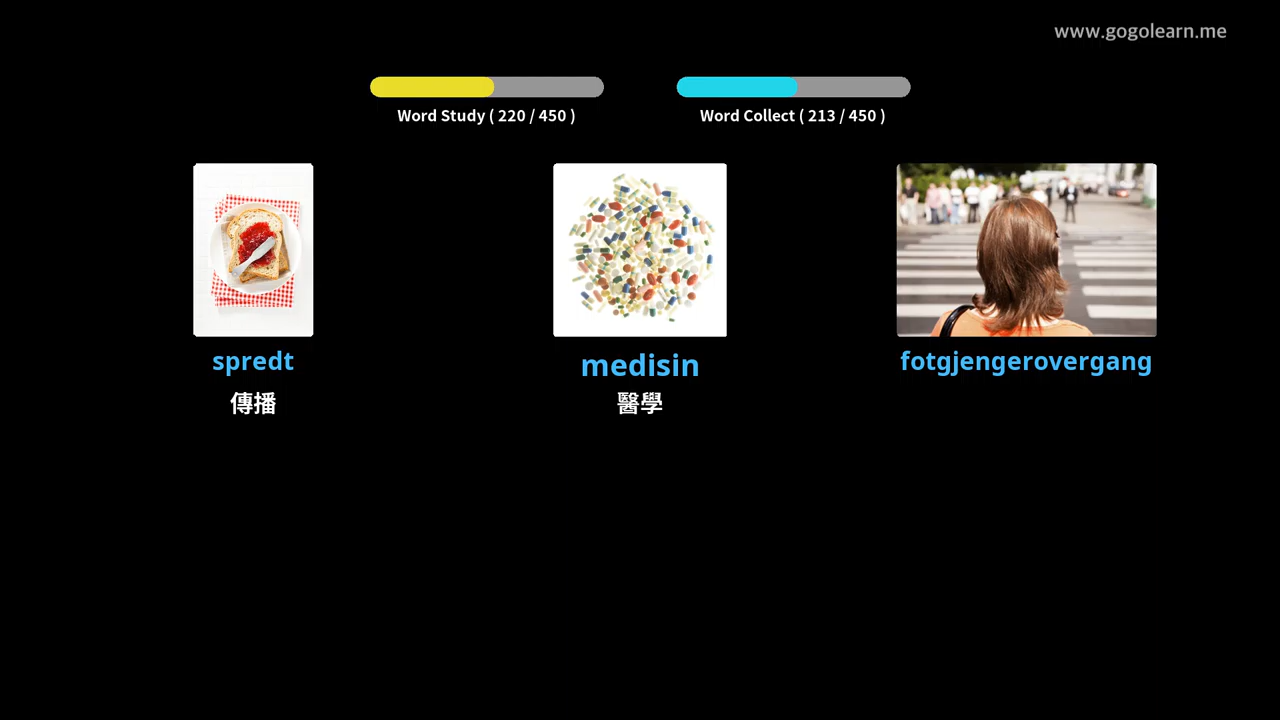 www.gogolearn.me
Word Study ( 220 / 450 )
Word Collect ( 213 / 450 )
spredt
medisin
fotgjengerovergang
傳播
醫學